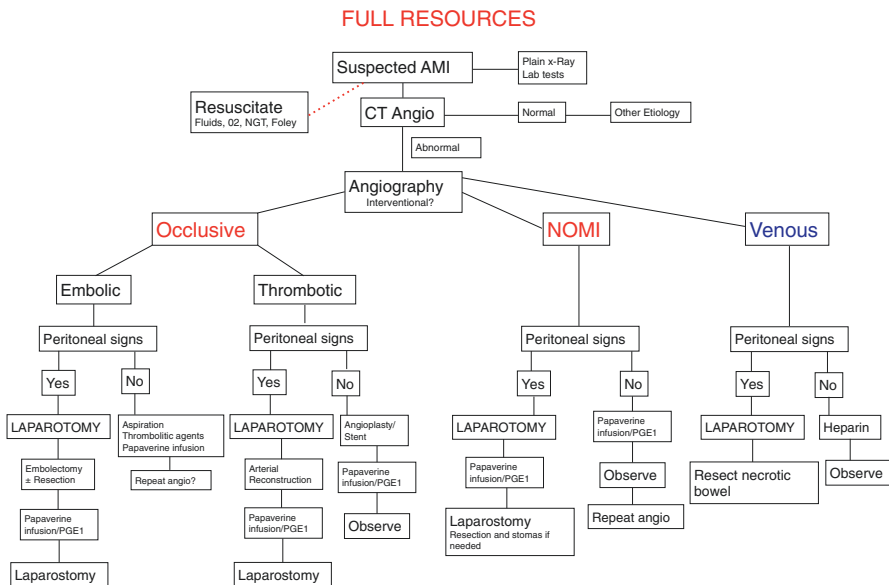 FULL RESOURCES
Suspected AMI
Plain x-Ray
Lab tests
Resuscitate
Fluids, 02, NGT, Foley
CT Angio
Normal
Other Etiology
Abnormal
Angiography
Interventional?
Occlusive
NOMI
Venous
Embolic
Thrombotic
Peritoneal signs
Peritoneal signs
Peritoneal signs
Peritoneal signs
Yes
No
Yes
No
Yes
No
Yes
No
LAPAROTOMY
Aspiration
Thrombolitic agents
Papaverine infusion
LAPAROTOMY
Angioplasty/
Stent
LAPAROTOMY
Papaverine
infusion/PGE1
LAPAROTOMY
Heparin
Embolectomy
± Resection
Repeat angio?
Arterial
Reconstruction
Papaverine
infusion/PGE1
Papaverine
infusion/PGE1
Observe
Resect necrotic
bowel
Observe
Papaverine
infusion/PGE1
Papaverine
infusion/PGE1
Observe
Laparostomy
Resection and stomas if
needed
Repeat angio
Laparostomy
Laparostomy